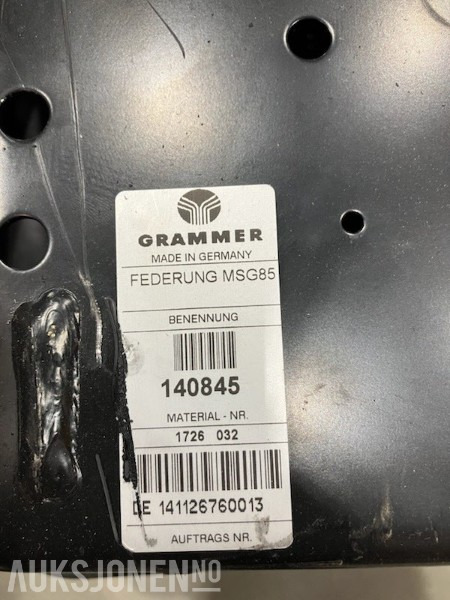 GRAMMER
MADE IN GERMANY
FEDERUNG MSG85
BENENNUNG
140845
MATERIAL - NR.
1726 032
DE 141126760013
AUFTRAGS NR.
AUKSJONEN.NO